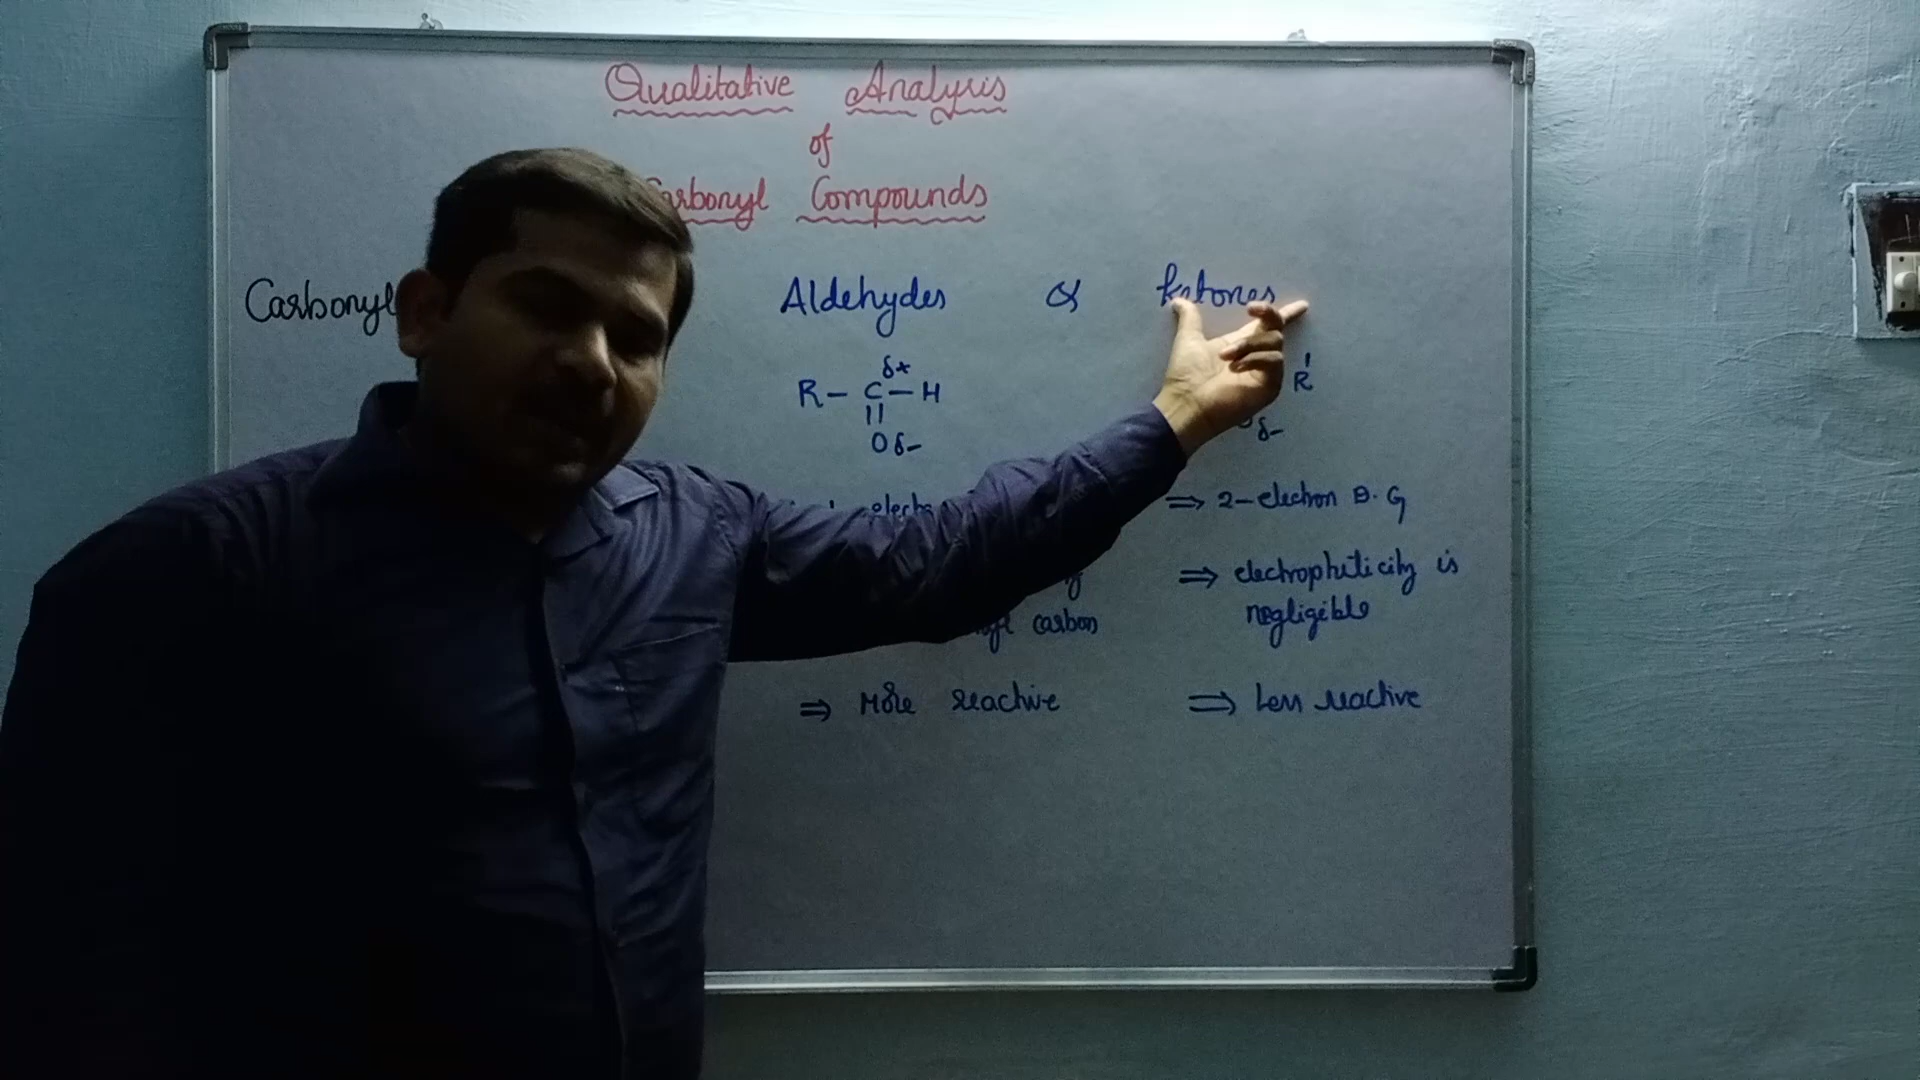 Qualitative Analysis
of
Carbonyl Compounds
Carbonyl Aldehydes & ketones
δ+
R – C – H R'
||
O δ- δ-
⇒ 2-electron D.G
⇒ electrophilicity is
carbon negligible
⇒ More reactive ⇒ Less reactive